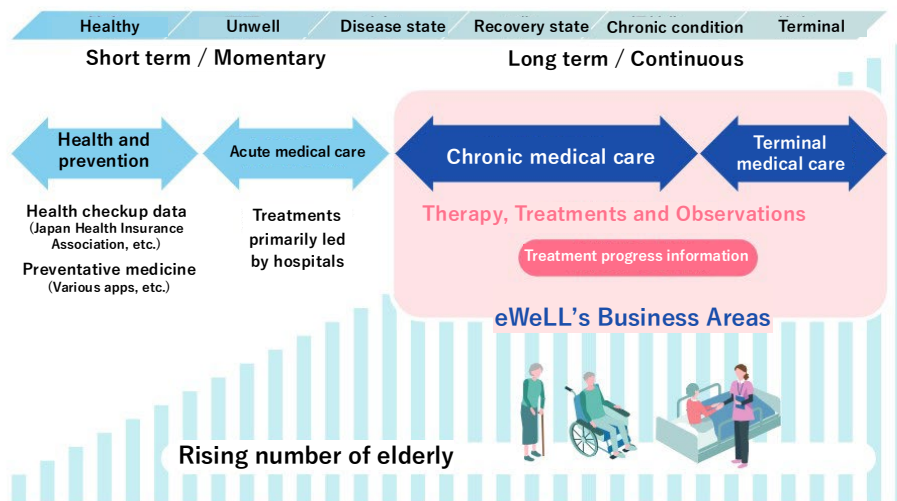 Healthy Unwell Disease state Recovery state Chronic condition Terminal
Short term / Momentary
Long term / Continuous
Health and
prevention
Acute medical care
Chronic medical care
Terminal
medical care
Health checkup data
(Japan Health Insurance
Association, etc.)
Preventative medicine
(Various apps, etc.)
Treatments
primarily led
by hospitals
Therapy, Treatments and Observations
Treatment progress information
eWeLL's Business Areas
Rising number of elderly